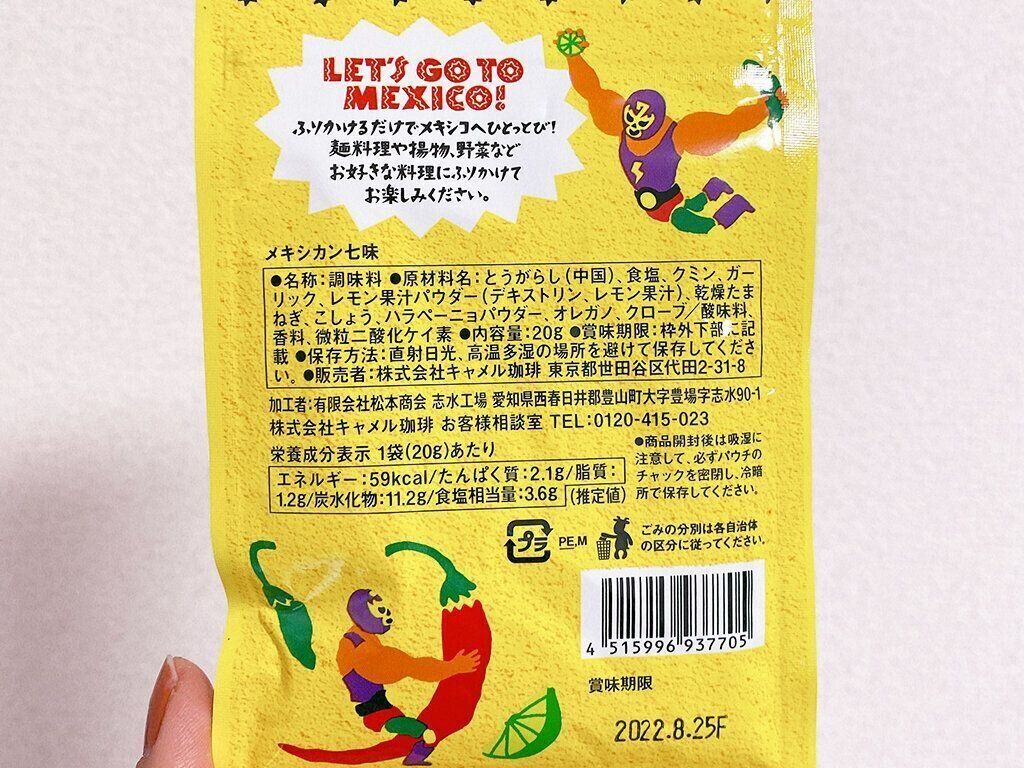 LET'S GO TO
MEXICO!
ふりかけるだけでメキシコへひとっとび!
麺料理や揚物、野菜など
お好きな料理にふりかけて
お楽しみください。
メキシカン七味
●名称:調味料 ●原材料名:とうがらし(中国)、食塩、クミン、ガー
リック、レモン果汁パウダー(デキストリン、レモン果汁)、乾燥たま
ねぎ、こしょう、ハラペーニョパウダー、オレガノ、クローブ/酸味料、
香料、微粒二酸化ケイ素 ●内容量:20g ●賞味期限:枠外下部に記
載 ●保存方法:直射日光、高温多湿の場所を避けて保存してくださ
い。●販売者:株式会社キャメル珈琲 東京都世田谷区代田2-31-8
加工者:有限会社松本商会 志水工場 愛知県西春日井郡豊山町大字豊場字志水90-1
株式会社キャメル珈琲 お客様相談室 TEL:0120-415-023
栄養成分表示 1袋(20g)あたり
エネルギー:59kcal/たんぱく質:2.1g/脂質:
1.2g/炭水化物:11.2g/食塩相当量:3.6g (推定値)
●商品開封後は吸湿に
注意して、必ずパウチの
チャックを密閉し、冷暗
所で保存してください。
プラ PE,M
ごみの分別は各自治体
の区分に従ってください。
4 515996 937705
賞味期限
2022.8.25F